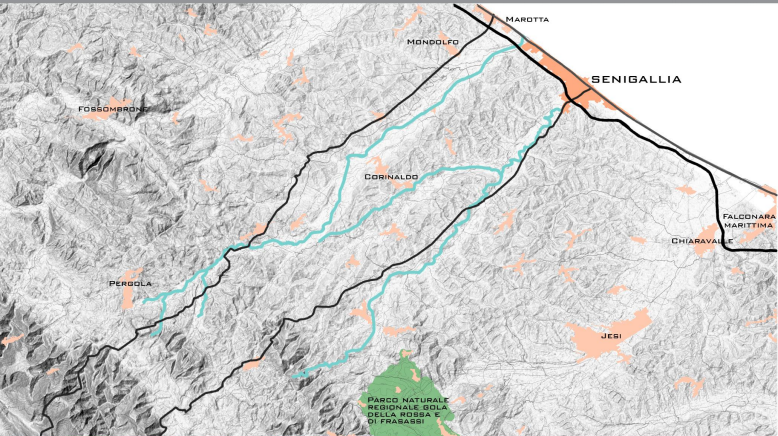 MAROTTA
MONDOLFO
SENIGALLIA
FOSSOMBRONE
CORINALDO
FALCONARA
MARITTIMA
CHIARAVALLE
PERGOLA
JESI
PARCO NATURALE
REGIONALE GOLA
DELLA ROSSA E
DI FRASASSI